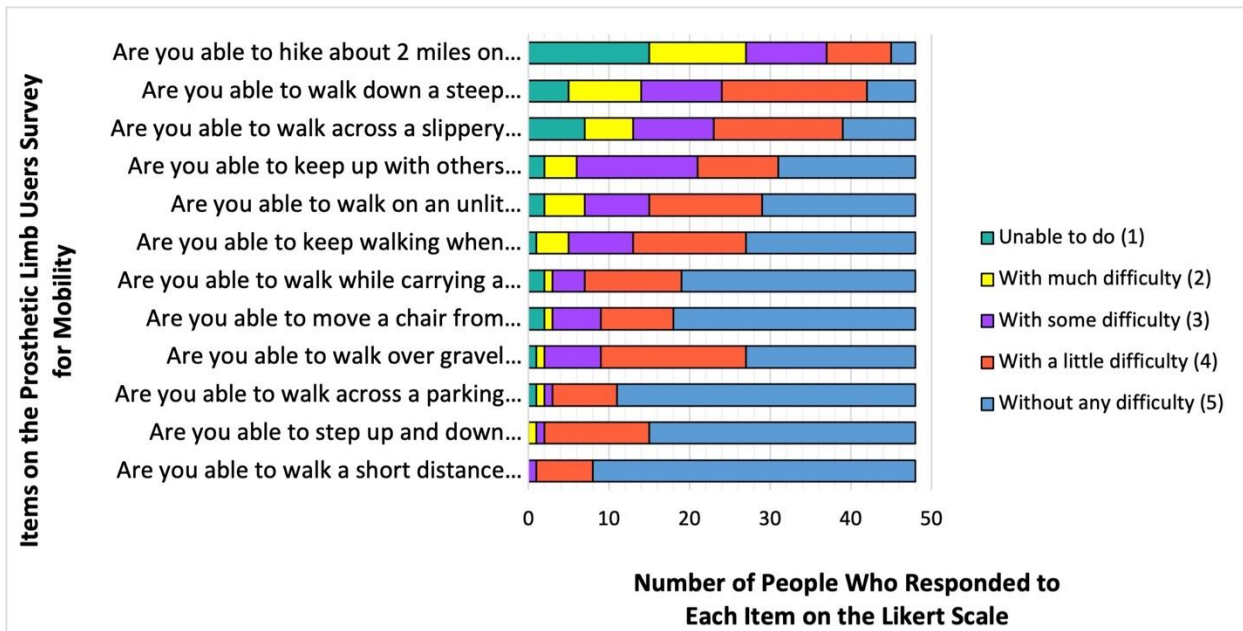 Items on the Prosthetic Limb Users Survey
for Mobility
Are you able to hike about 2 miles on...
Are you able to walk down a steep...
Are you able to walk across a slippery...
Are you able to keep up with others...
Are you able to walk on an unlit...
Are you able to keep walking when...
Are you able to walk while carrying a...
Are you able to move a chair from...
Are you able to walk over gravel...
Are you able to walk across a parking...
Are you able to step up and down...
Are you able to walk a short distance...
0 10 20 30 40 50
Number of People Who Responded to
Each Item on the Likert Scale
Unable to do (1)
With much difficulty (2)
With some difficulty (3)
With a little difficulty (4)
Without any difficulty (5)